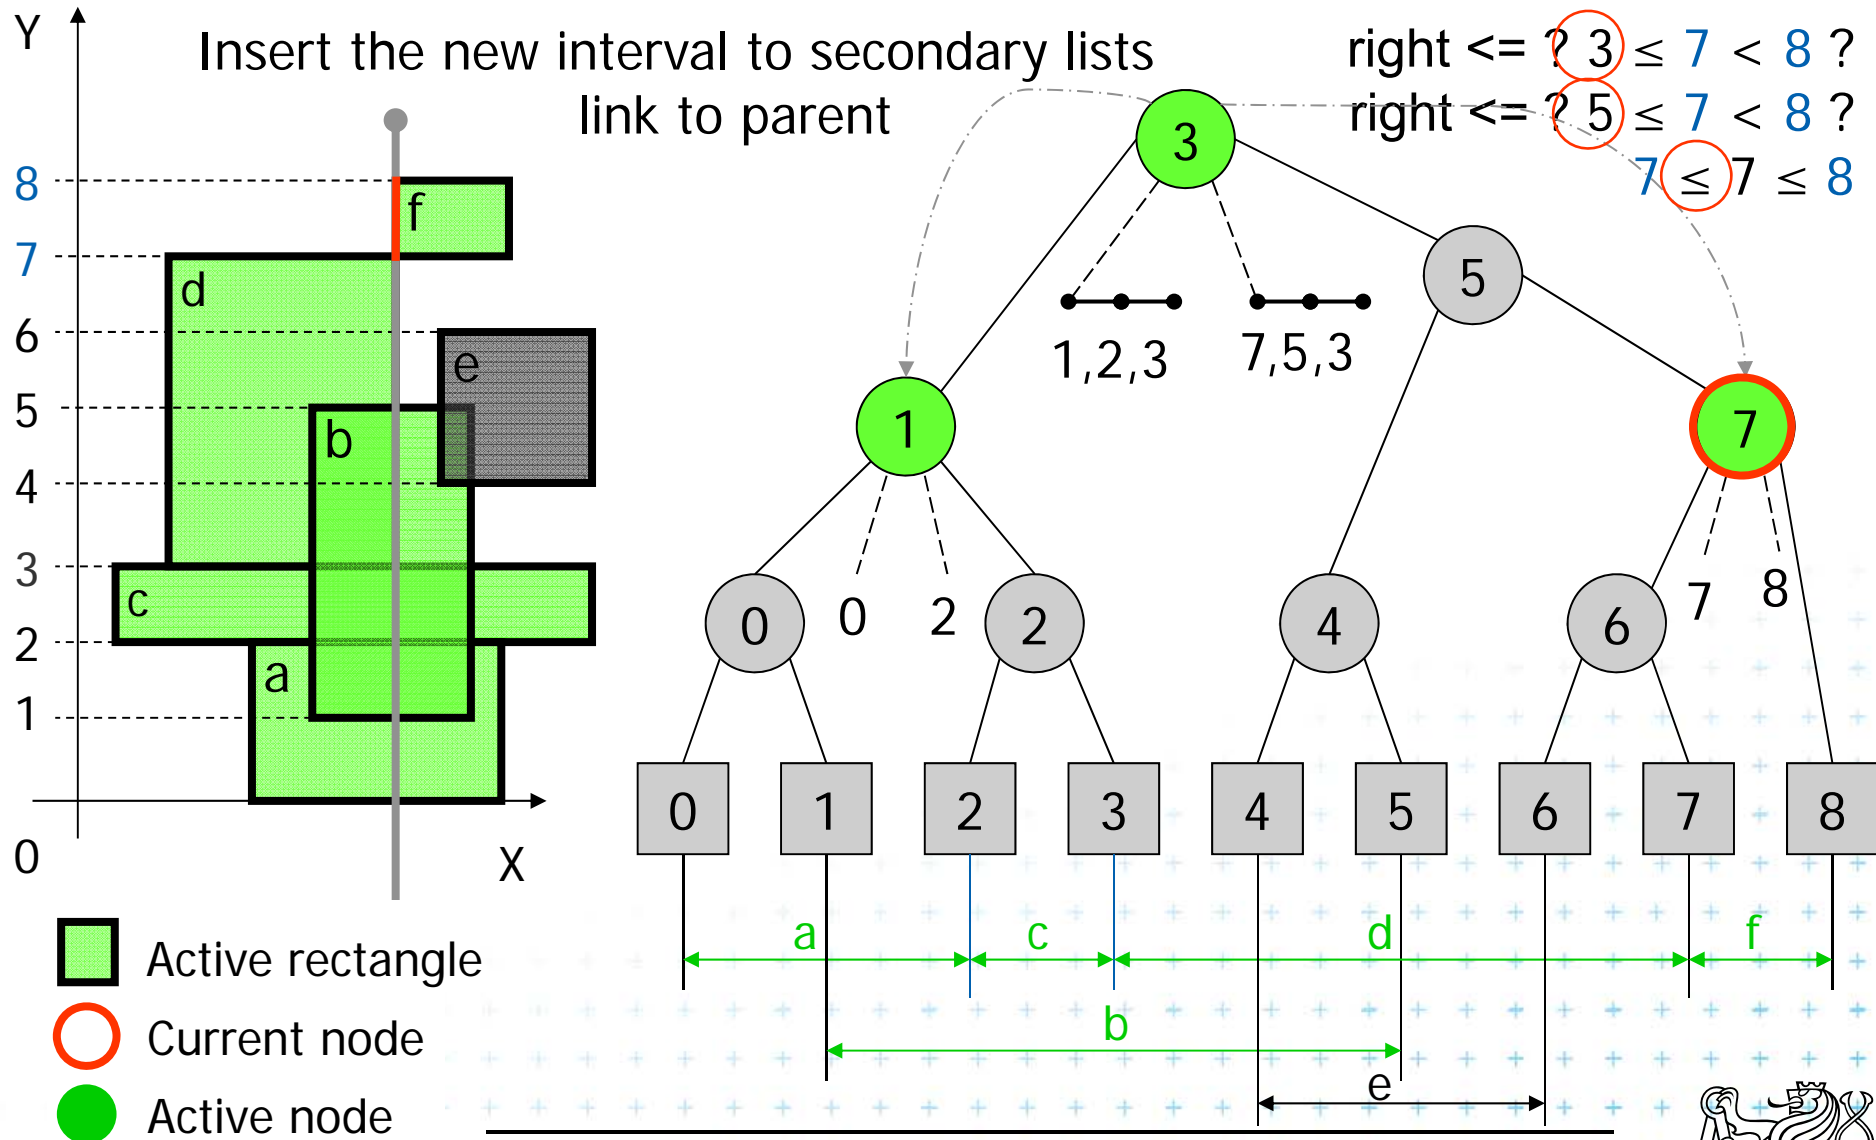 Insert the new interval to secondary lists
link to parent
right <= ? 3 ≤ 7 < 8 ?
right <= ? 5 ≤ 7 < 8 ?
7 ≤ 7 ≤ 8
Y
8
7
6
5
4
3
2
1
0
X
f
d
e
b
c
a
3
5
1,2,3
7,5,3
1
7
0
0
2
2
4
6
7
8
0
1
2
3
4
5
6
7
8
a
c
d
f
b
e
Active rectangle
Current node
Active node